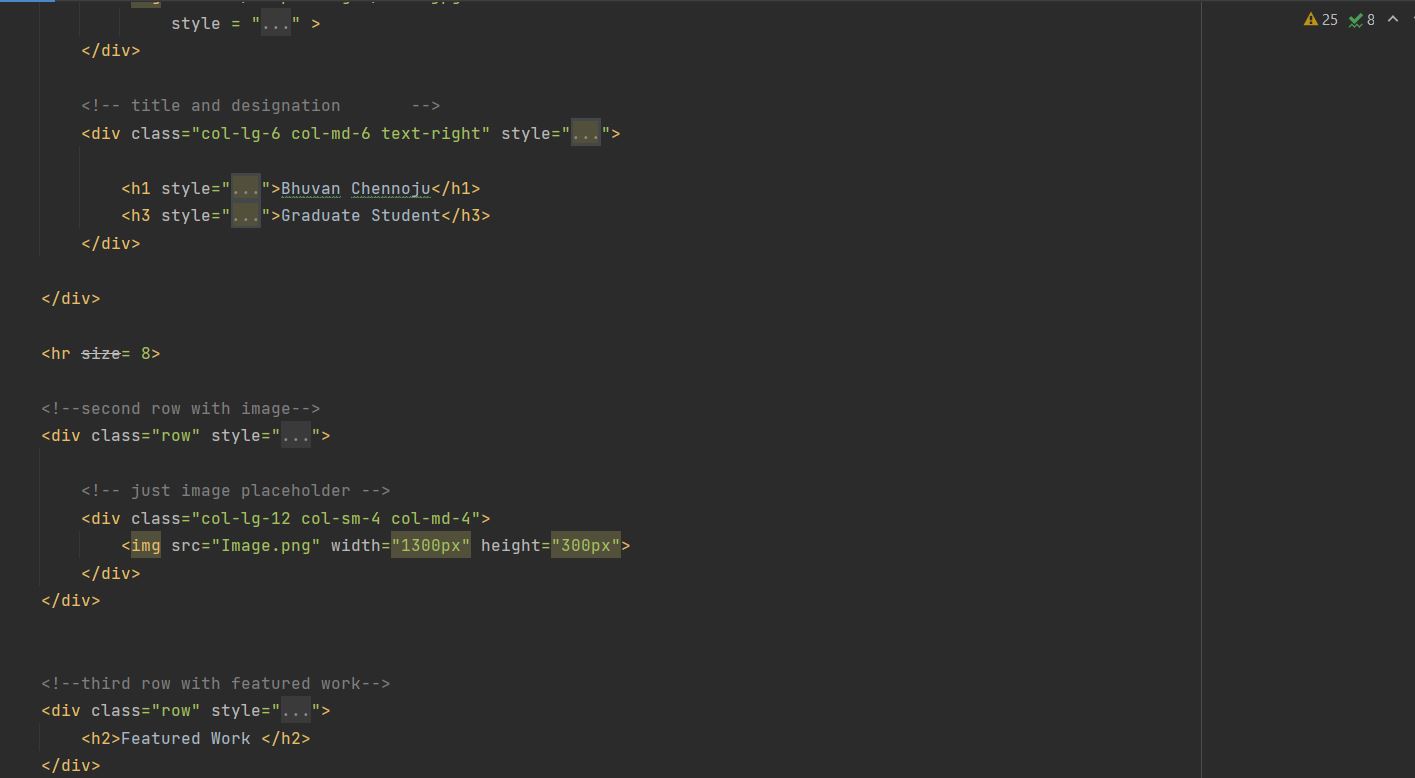 style = "..." >
</div>
<!-- title and designation       -->
<div class="col-lg-6 col-md-6 text-right" style="...">
<h1 style="...">Bhuvan Chennoju</h1>
<h3 style="...">Graduate Student</h3>
</div>
</div>
<hr size= 8>
<!--second row with image-->
<div class="row" style="...">
<!-- just image placeholder -->
<div class="col-lg-12 col-sm-4 col-md-4">
<img src="Image.png" width="1300px" height="300px">
</div>
</div>
<!--third row with featured work-->
<div class="row" style="...">
<h2>Featured Work </h2>
</div>
25 8